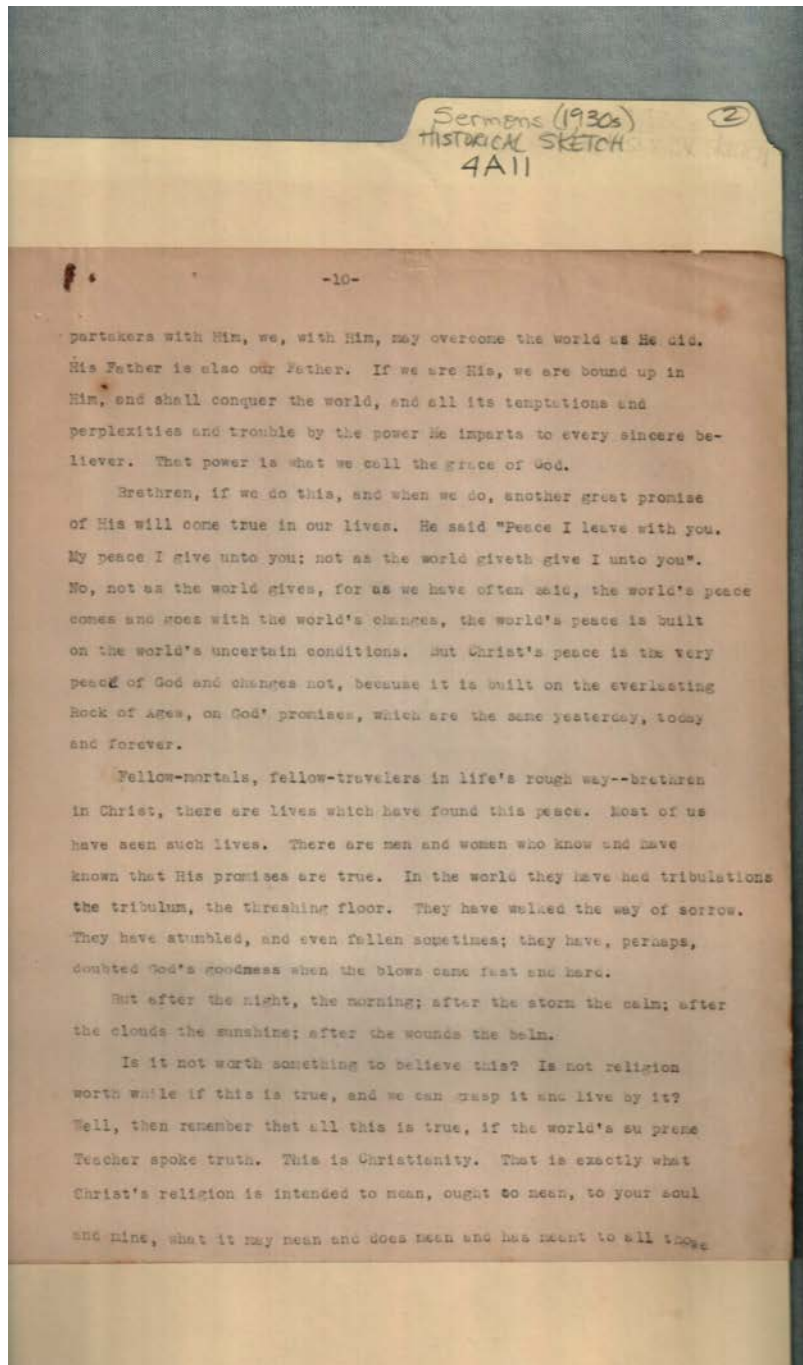 Sermons (1930s) 2
HISTORICAL SKETCH
4A11
-10-
partakers with Him, we, with Him, may overcome the world as He did.
His Father is also our Father. If we are His, we are bound up in
Him, and shall conquer the world, and all its temptations and
perplexities and trouble by the power He imparts to every sincere be-
liever. That power is what we call the grace of God.
Brethren, if we do this, and when we do, another great promise
of His will come true in our lives. He said "Peace I leave with you.
My peace I give unto you; not as the world giveth give I unto you".
No, not as the world gives, for as we have often said, the world's peace
comes and goes with the world's changes, the world's peace is built
on the world's uncertain conditions. But Christ's peace is the very
peace of God and changes not, because it is built on the everlasting
Rock of Ages, on God' promises, which are the same yesterday, today
and forever.
Fellow-mortals, fellow-travelers in life's rough way--brethren
in Christ, there are lives which have found this peace. Most of us
have seen such lives. There are men and women who know and have
known that His promises are true. In the world they have had tribulations
the tribulum, the threshing floor. They have walked the way of sorrow.
They have stumbled, and even fallen sometimes; they have, perhaps,
doubted God's goodness when the blows came fast and hard.
But after the night, the morning; after the storm the calm; after
the clouds the sunshine; after the wounds the balm.
Is it not worth something to believe this? Is not religion
worth while if this is true, and we can grasp it and live by it?
Well, then remember that all this is true, if the world's su preme
Teacher spoke truth. This is Christianity. That is exactly what
Christ's religion is intended to mean, ought to mean, to your soul
and mine, what it may mean and does mean and has meant to all those